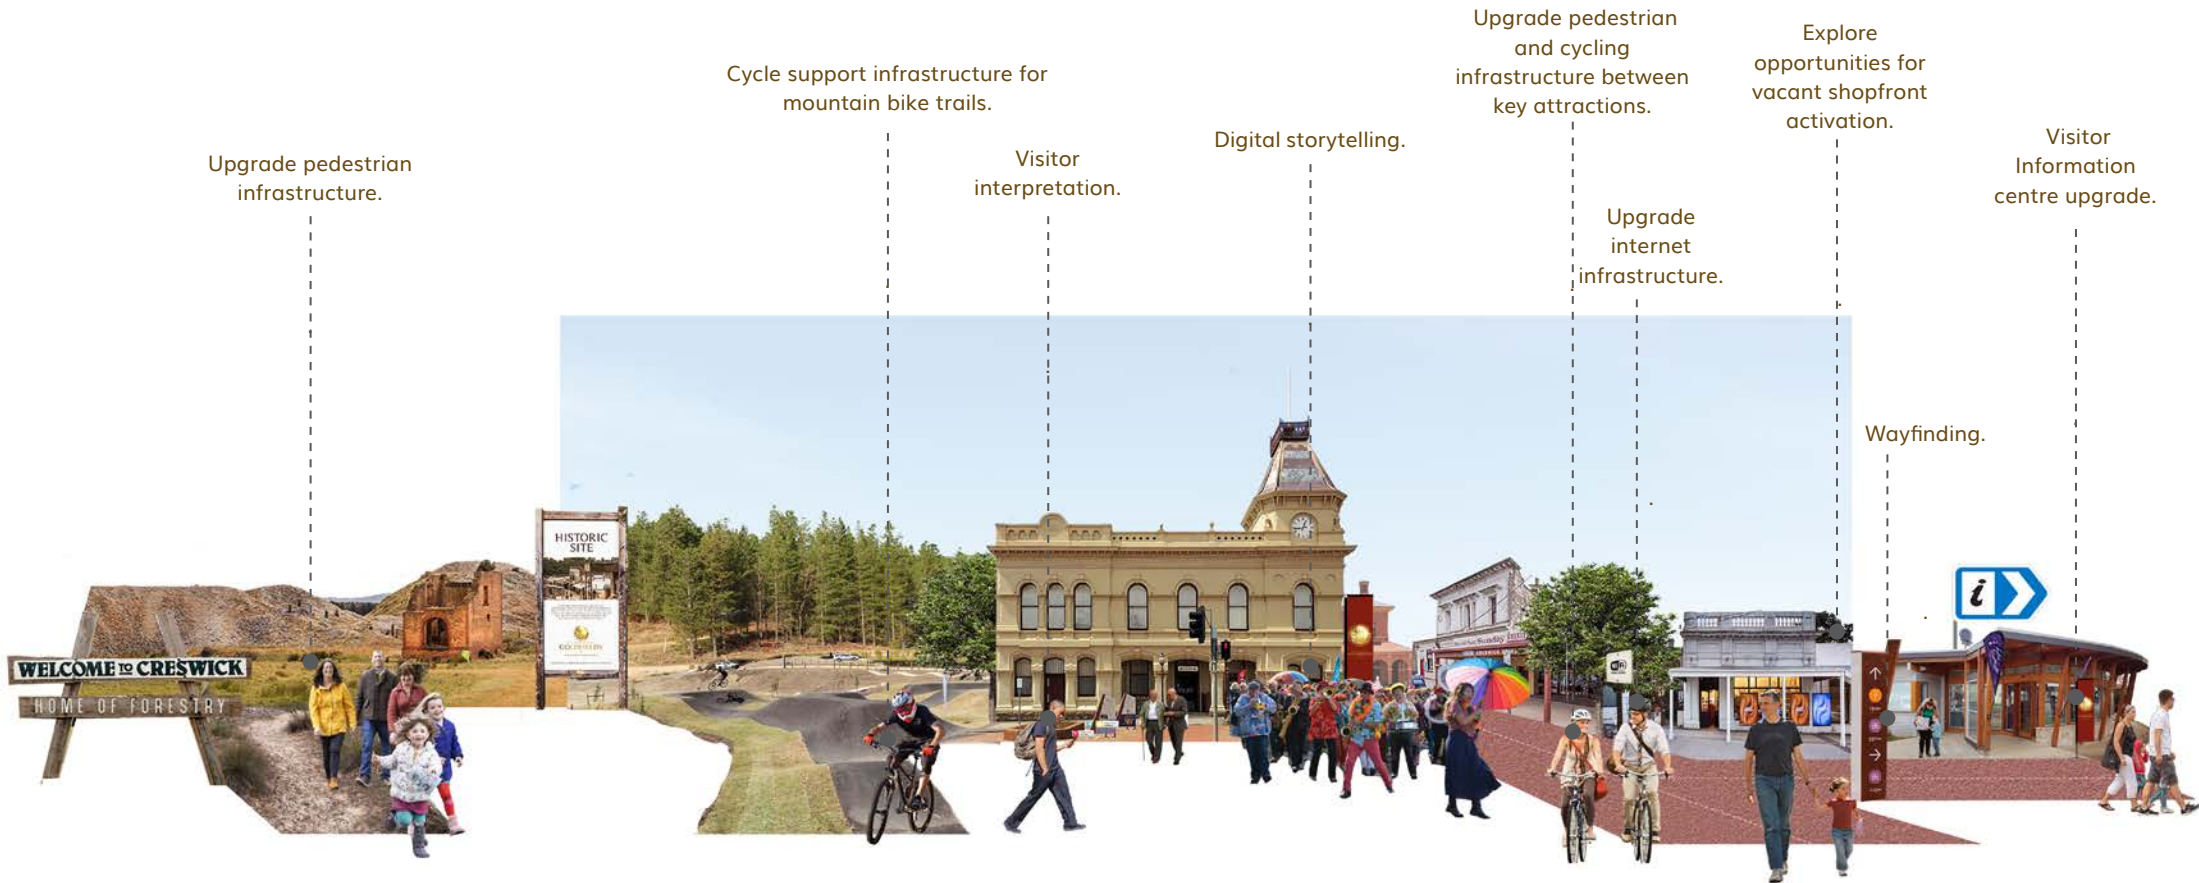 Upgrade pedestrian
infrastructure.
Cycle support infrastructure for
mountain bike trails.
Visitor
interpretation.
Digital storytelling.
Upgrade pedestrian
and cycling
infrastructure between
key attractions.
Upgrade
internet
infrastructure.
Explore
opportunities for
vacant shopfront
activation.
Wayfinding.
Visitor
Information
centre upgrade.
WELCOME TO CRESWICK
HOME OF FORESTRY
HISTORIC
SITE
i